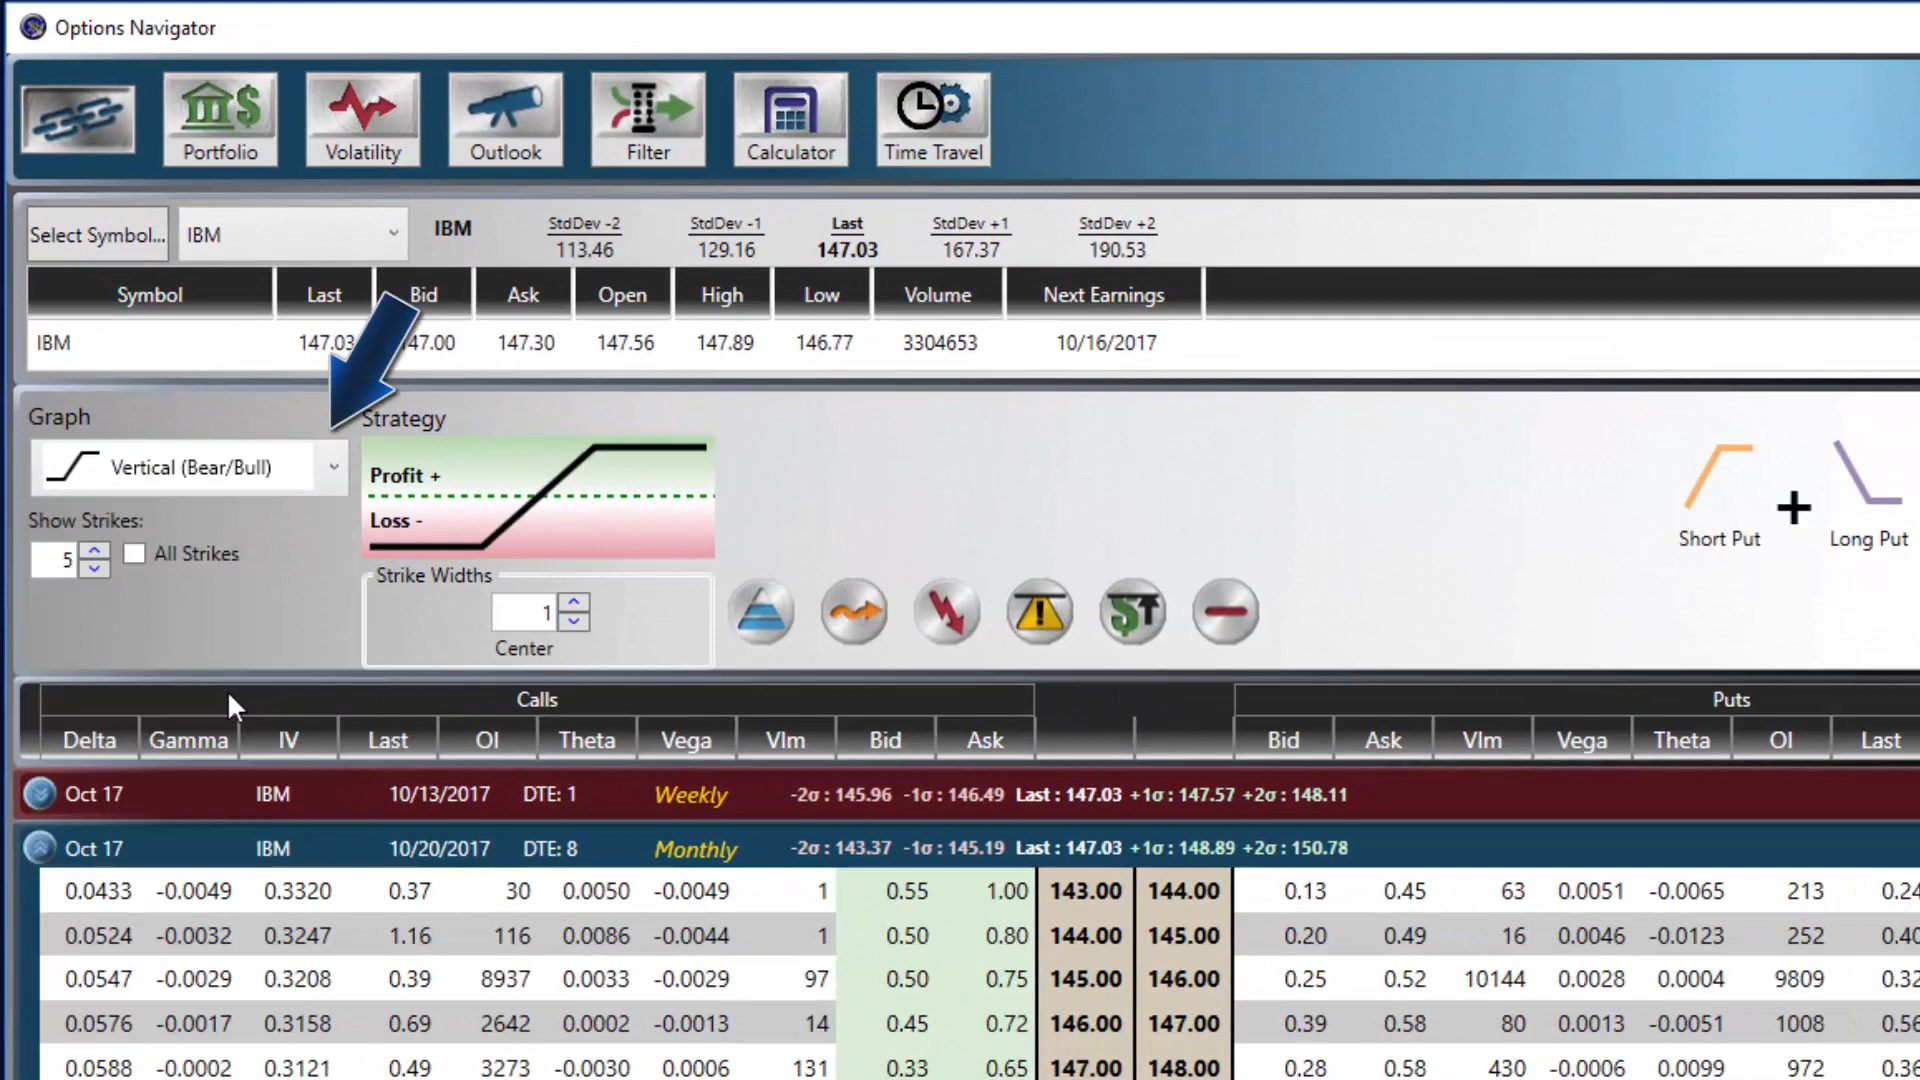 Options Navigator
Portfolio Volatility Outlook Filter Calculator Time Travel
Select Symbol... IBM IBM StdDev -2 StdDev -1 Last StdDev +1 StdDev +2
113.46 129.16 147.03 167.37 190.53
Symbol Last Bid Ask Open High Low Volume Next Earnings
IBM 147.03 147.00 147.30 147.56 147.89 146.77 3304653 10/16/2017
Graph Strategy
Vertical (Bear/Bull) Profit +
Loss -
Show Strikes:
5 All Strikes
Short Put + Long Put
Strike Widths
1
Center
Calls Puts
Delta Gamma IV Last OI Theta Vega Vlm Bid Ask Bid Ask Vlm Vega Theta OI Last
Oct 17 IBM 10/13/2017 DTE: 1 Weekly -2σ : 145.96 -1σ : 146.49 Last : 147.03 +1σ : 147.57 +2σ : 148.11
Oct 17 IBM 10/20/2017 DTE: 8 Monthly -2σ : 143.37 -1σ : 145.19 Last : 147.03 +1σ : 148.89 +2σ : 150.78
0.0433 -0.0049 0.3320 0.37 30 0.0050 -0.0049 1 0.55 1.00 143.00 144.00 0.13 0.45 63 0.0051 -0.0065 213
0.0524 -0.0032 0.3247 1.16 116 0.0086 -0.0044 1 0.50 0.80 144.00 145.00 0.20 0.49 16 0.0046 -0.0123 252
0.0547 -0.0029 0.3208 0.39 8937 0.0033 -0.0029 97 0.50 0.75 145.00 146.00 0.25 0.52 10144 0.0028 0.0004 9809
0.0576 -0.0017 0.3158 0.69 2642 0.0002 -0.0013 14 0.45 0.72 146.00 147.00 0.39 0.58 80 0.0013 -0.0051 1008
0.0588 -0.0002 0.3121 0.49 3273 -0.0030 0.0006 131 0.33 0.65 147.00 148.00 0.28 0.58 430 -0.0006 0.0099 972